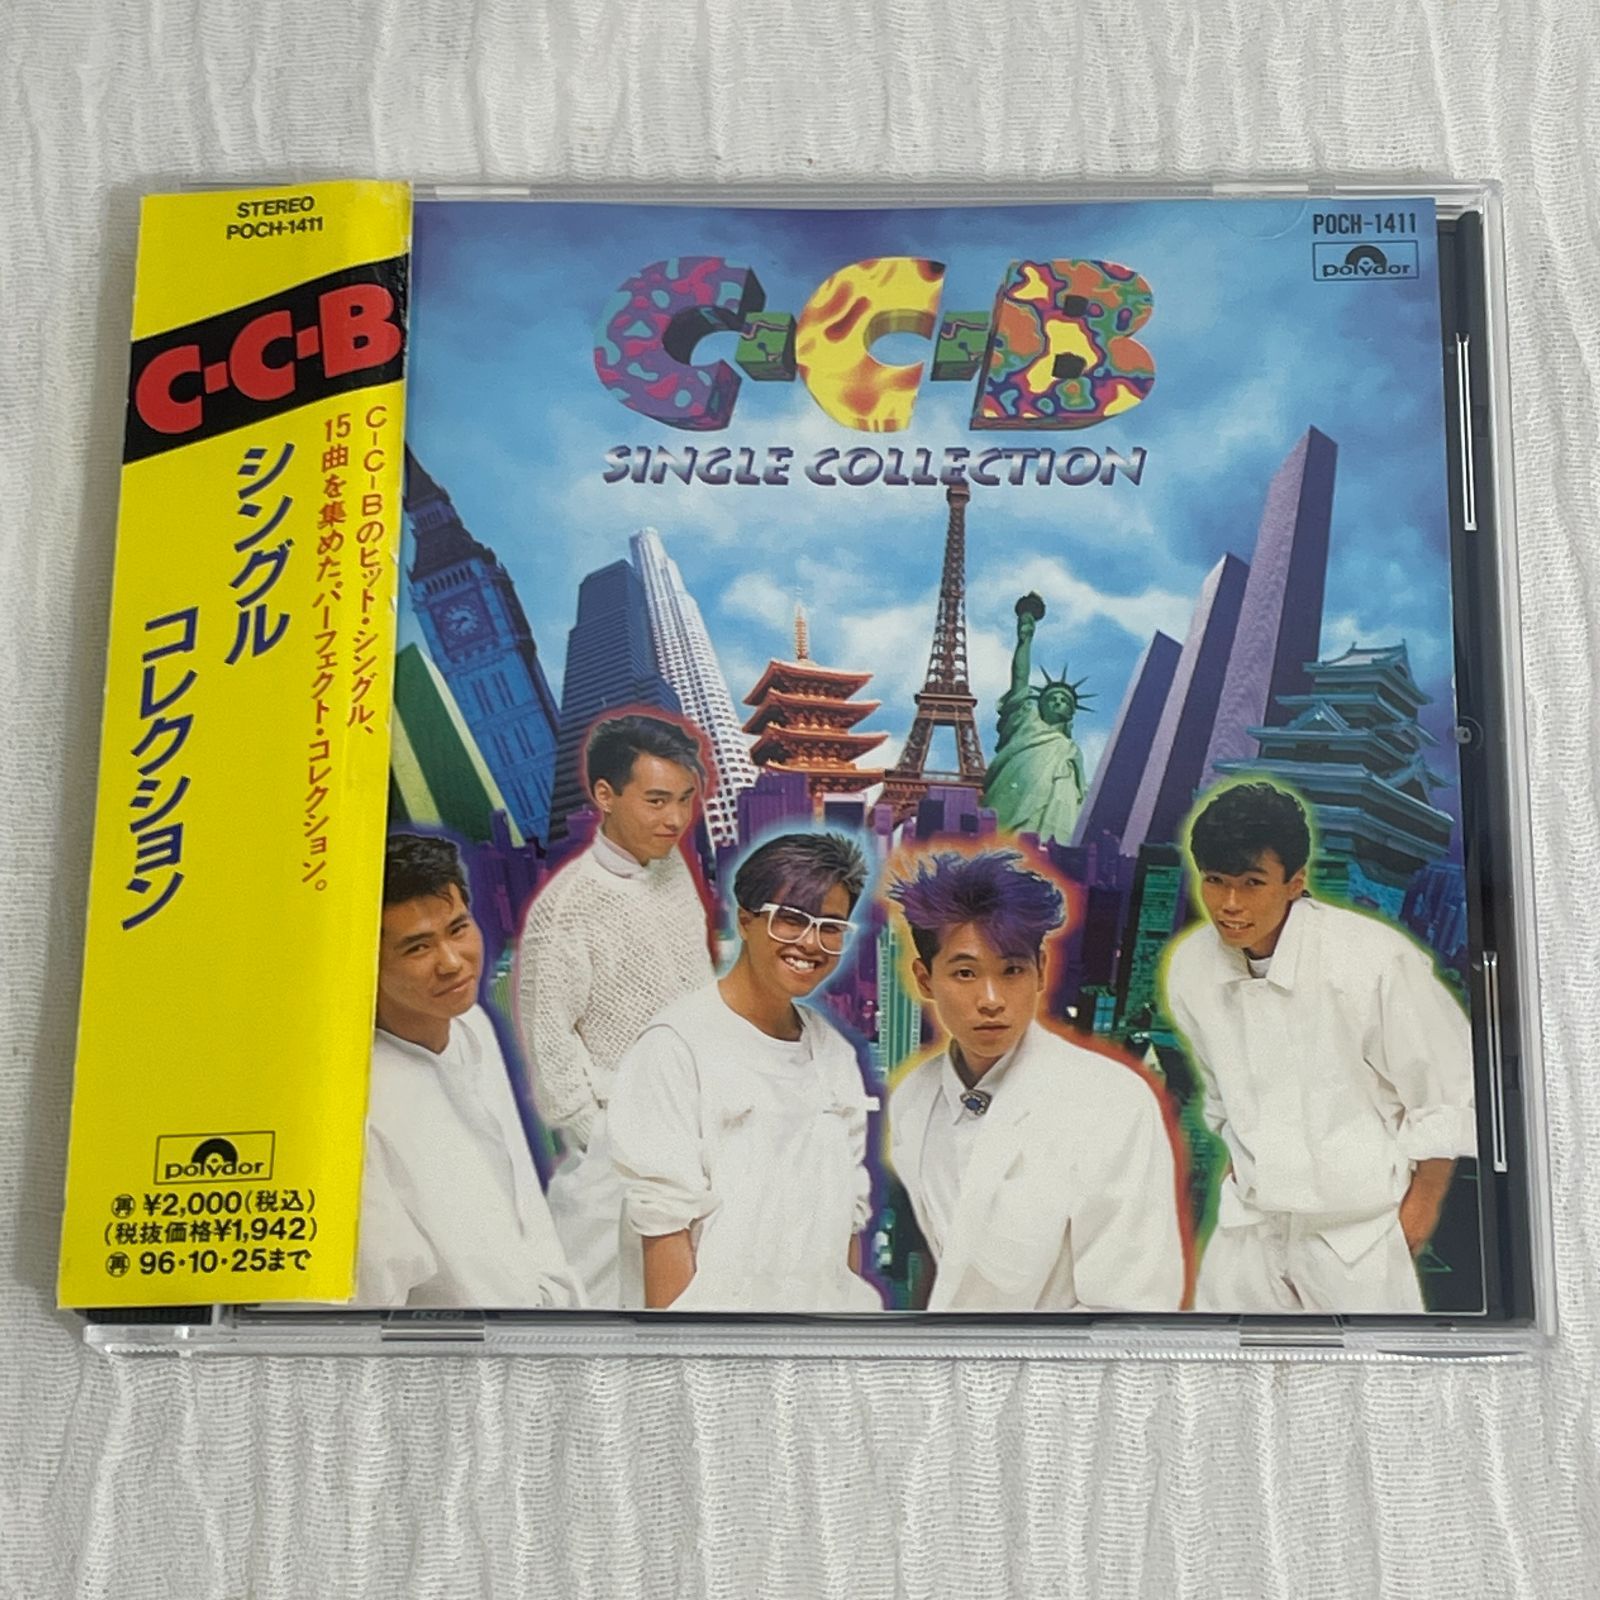 STEREO
POCH-1411
C-C-B
C-C-Bのヒット・シングル、
15曲を集めた、パーフェクト・コレクション。
シングル
コレクション
polydor
再 ¥2,000(税込)
(税抜価格¥1,942)
再 96・10・25まで
POCH-1411
polydor
C-C-B
SINGLE COLLECTION